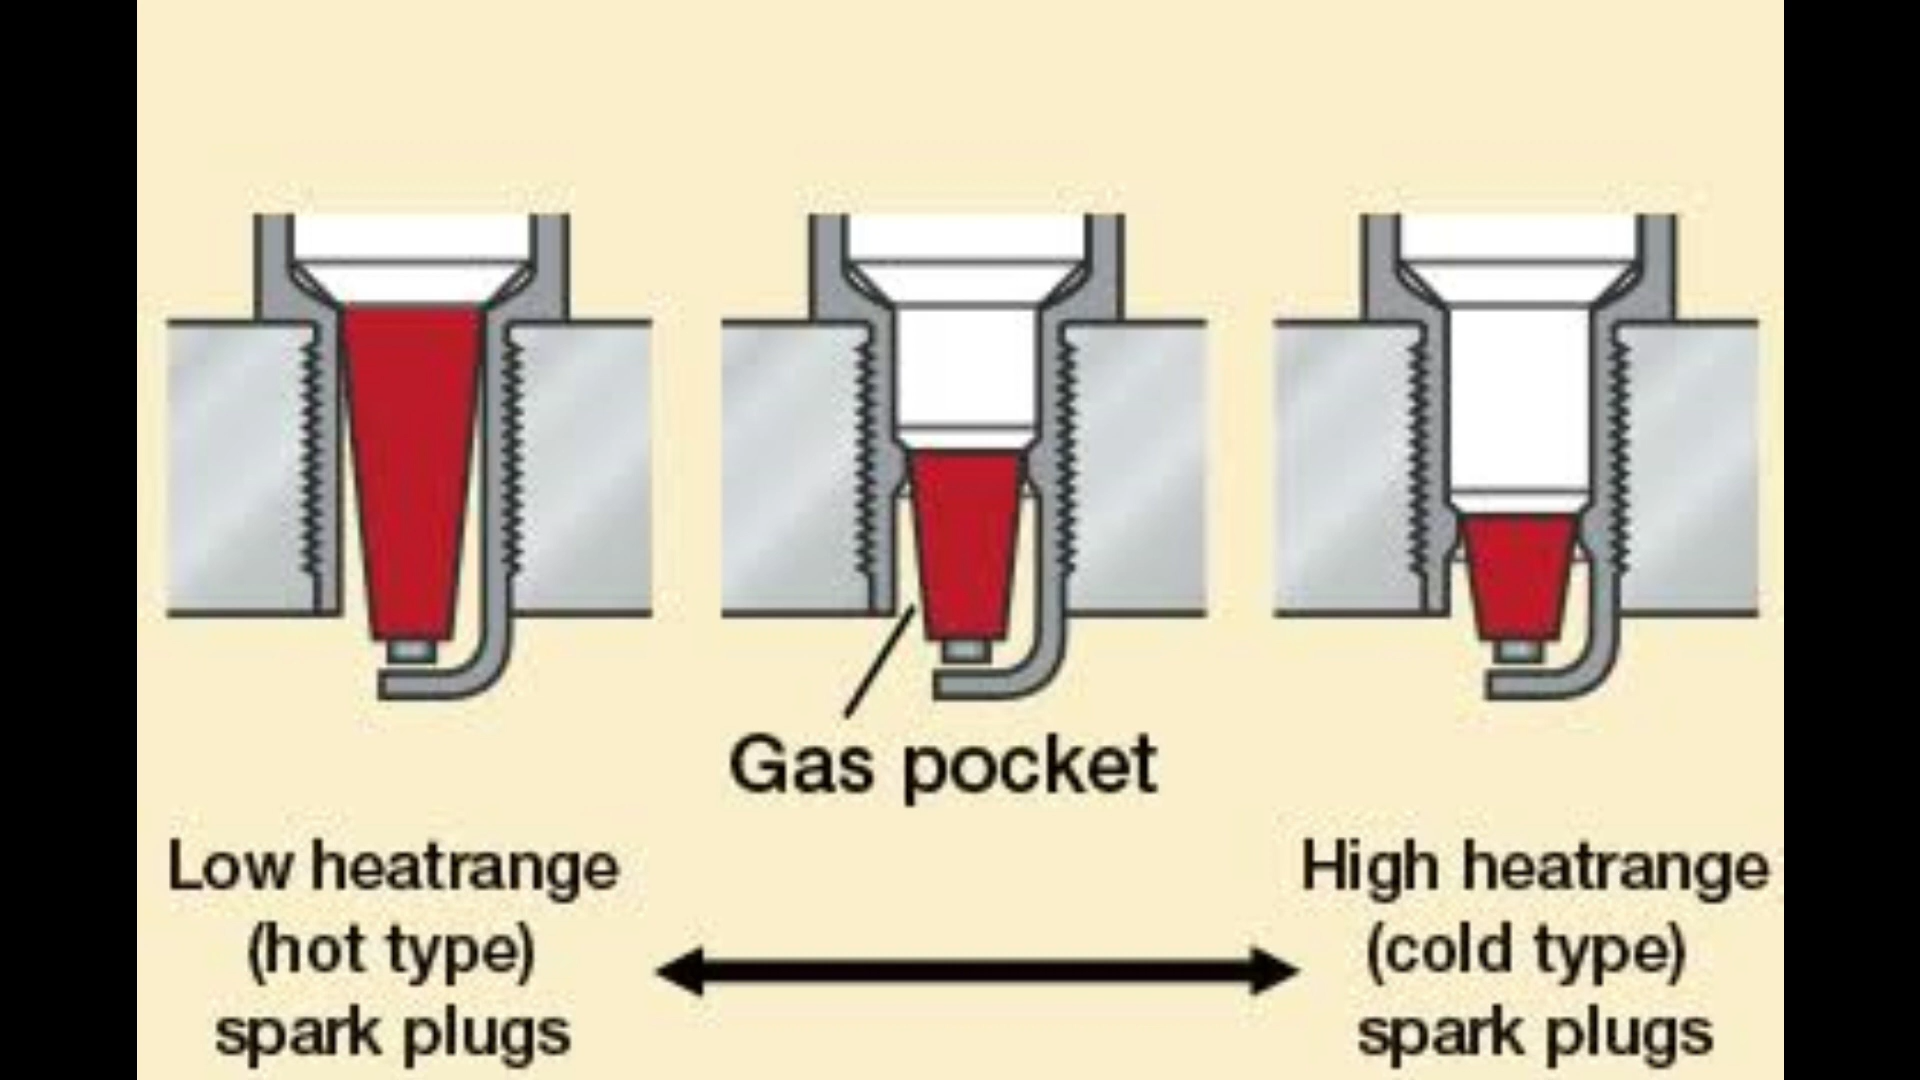 Gas pocket
Low heatrange
(hot type)
spark plugs
High heatrange
(cold type)
spark plugs